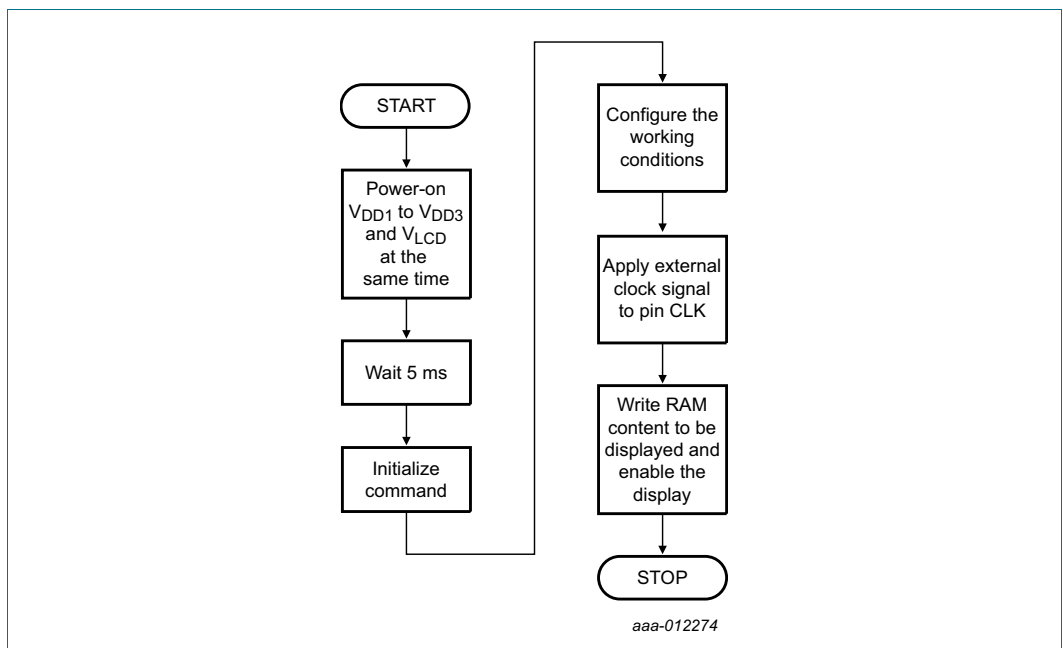 START
Power-on
VDD1 to VDD3
and VLCD
at the
same time
Wait 5 ms
Initialize
command
Configure the
working
conditions
Apply external
clock signal
to pin CLK
Write RAM
content to be
displayed and
enable the
display
STOP
aaa-012274